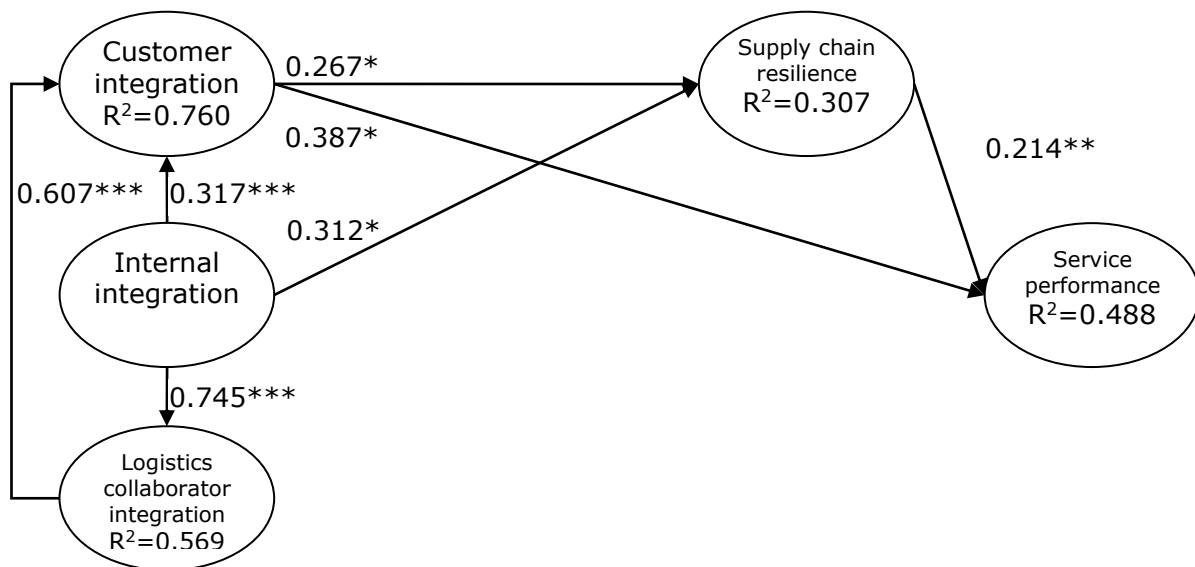 Customer
integration
R²=0.760
0.267*
Supply chain
resilience
R²=0.307
0.387*
0.214**
0.607***
0.317***
0.312*
Internal
integration
Service
performance
R²=0.488
0.745***
Logistics
collaborator
integration
R²=0.569